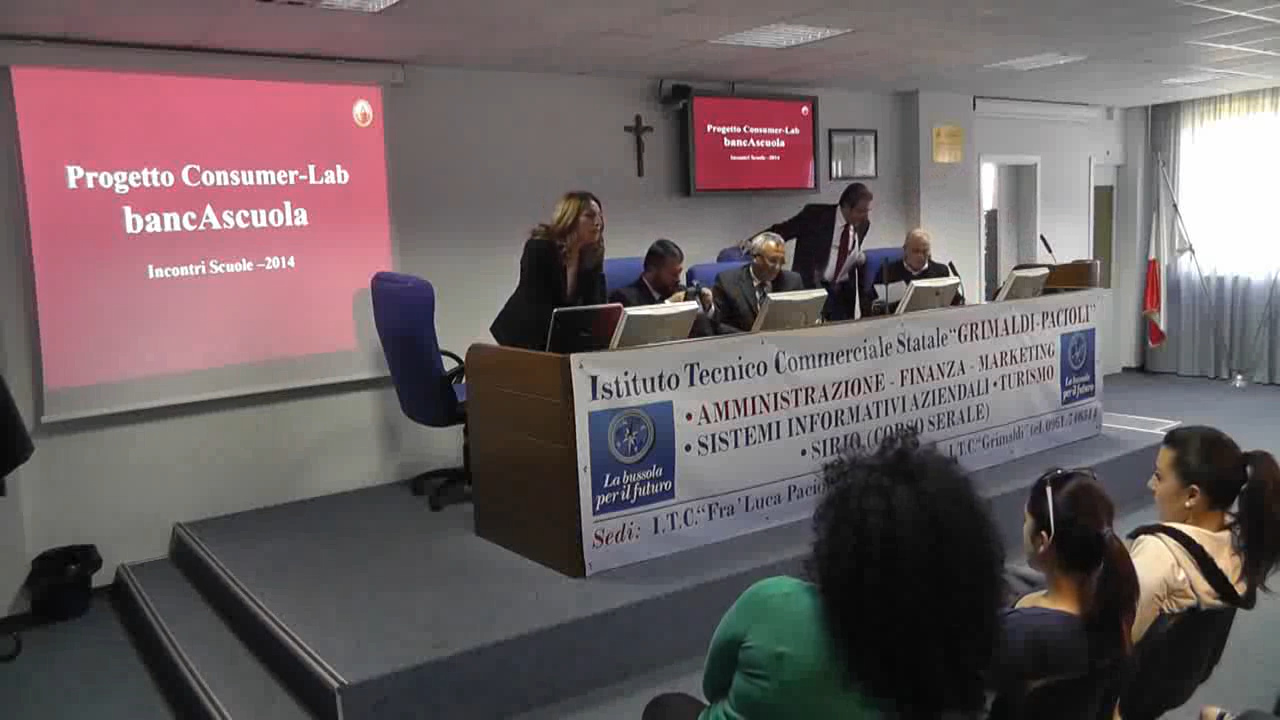 Progetto Consumer-Lab
bancAscuola
Incontri Scuole –2014
Progetto Consumer-Lab
bancAscuola
Incontri Scuole -2014
Istituto Tecnico Commerciale Statale "GRIMALDI-PACIOLI"
• AMMINISTRAZIONE - FINANZA - MARKETING
• SISTEMI INFORMATIVI AZIENDALI • TURISMO
• SIRIO (CORSO SERALE)
La bussola
per il futuro
La bussola
per il futuro
Sedi: I.T.C. "Fra' Luca Pacio I.T.C. "Grimaldi" tel. 0961